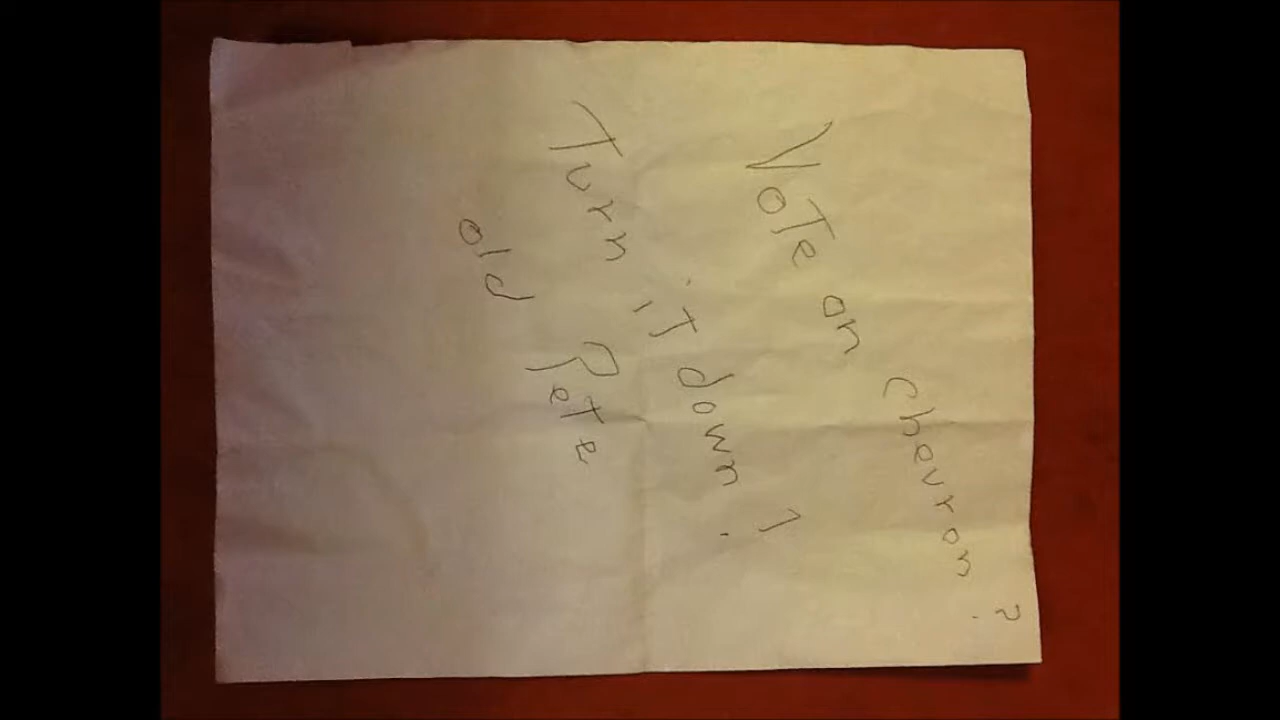 VoTe on chevron ?
Turn iT down ?
old PeTe